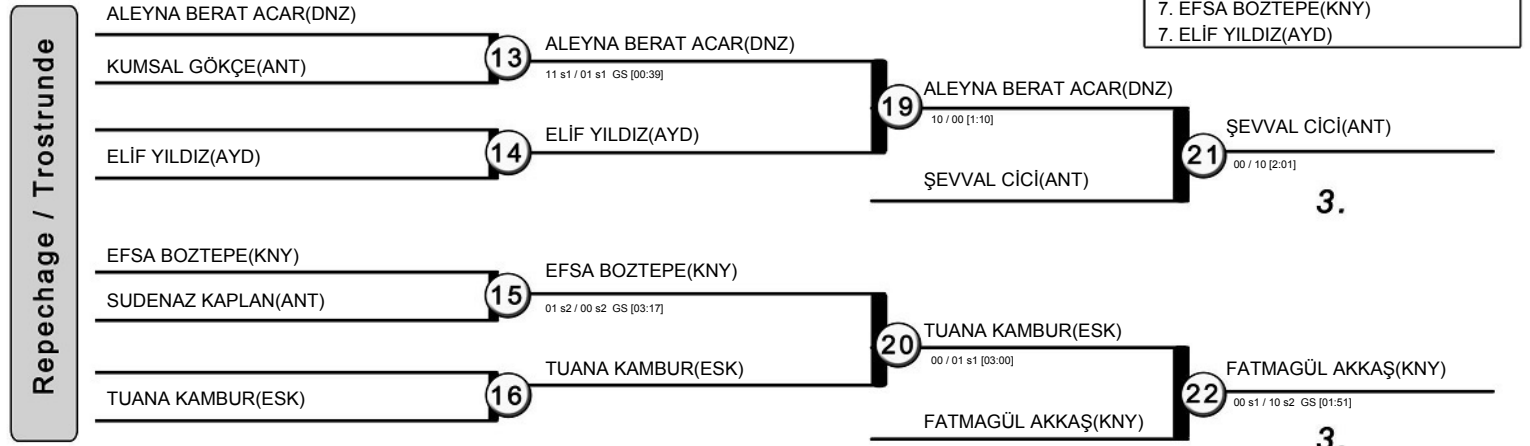 7. EFSA BOZTEPE(KNY)
7. ELİF YILDIZ(AYD)
Repechage / Trostrunde
ALEYNA BERAT ACAR(DNZ)
KUMSAL GÖKÇE(ANT)
13
ALEYNA BERAT ACAR(DNZ)
11 s1 / 01 s1 GS [00:39]
ELİF YILDIZ(AYD)
14
ELİF YILDIZ(AYD)
19
ALEYNA BERAT ACAR(DNZ)
10 / 00 [1:10]
ŞEVVAL CİCİ(ANT)
21
ŞEVVAL CİCİ(ANT)
00 / 10 [2:01]
3.
EFSA BOZTEPE(KNY)
SUDENAZ KAPLAN(ANT)
15
EFSA BOZTEPE(KNY)
01 s2 / 00 s2 GS [03:17]
TUANA KAMBUR(ESK)
16
TUANA KAMBUR(ESK)
20
TUANA KAMBUR(ESK)
00 / 01 s1 [03:00]
FATMAGÜL AKKAŞ(KNY)
22
FATMAGÜL AKKAŞ(KNY)
00 s1 / 10 s2 GS [01:51]
3.